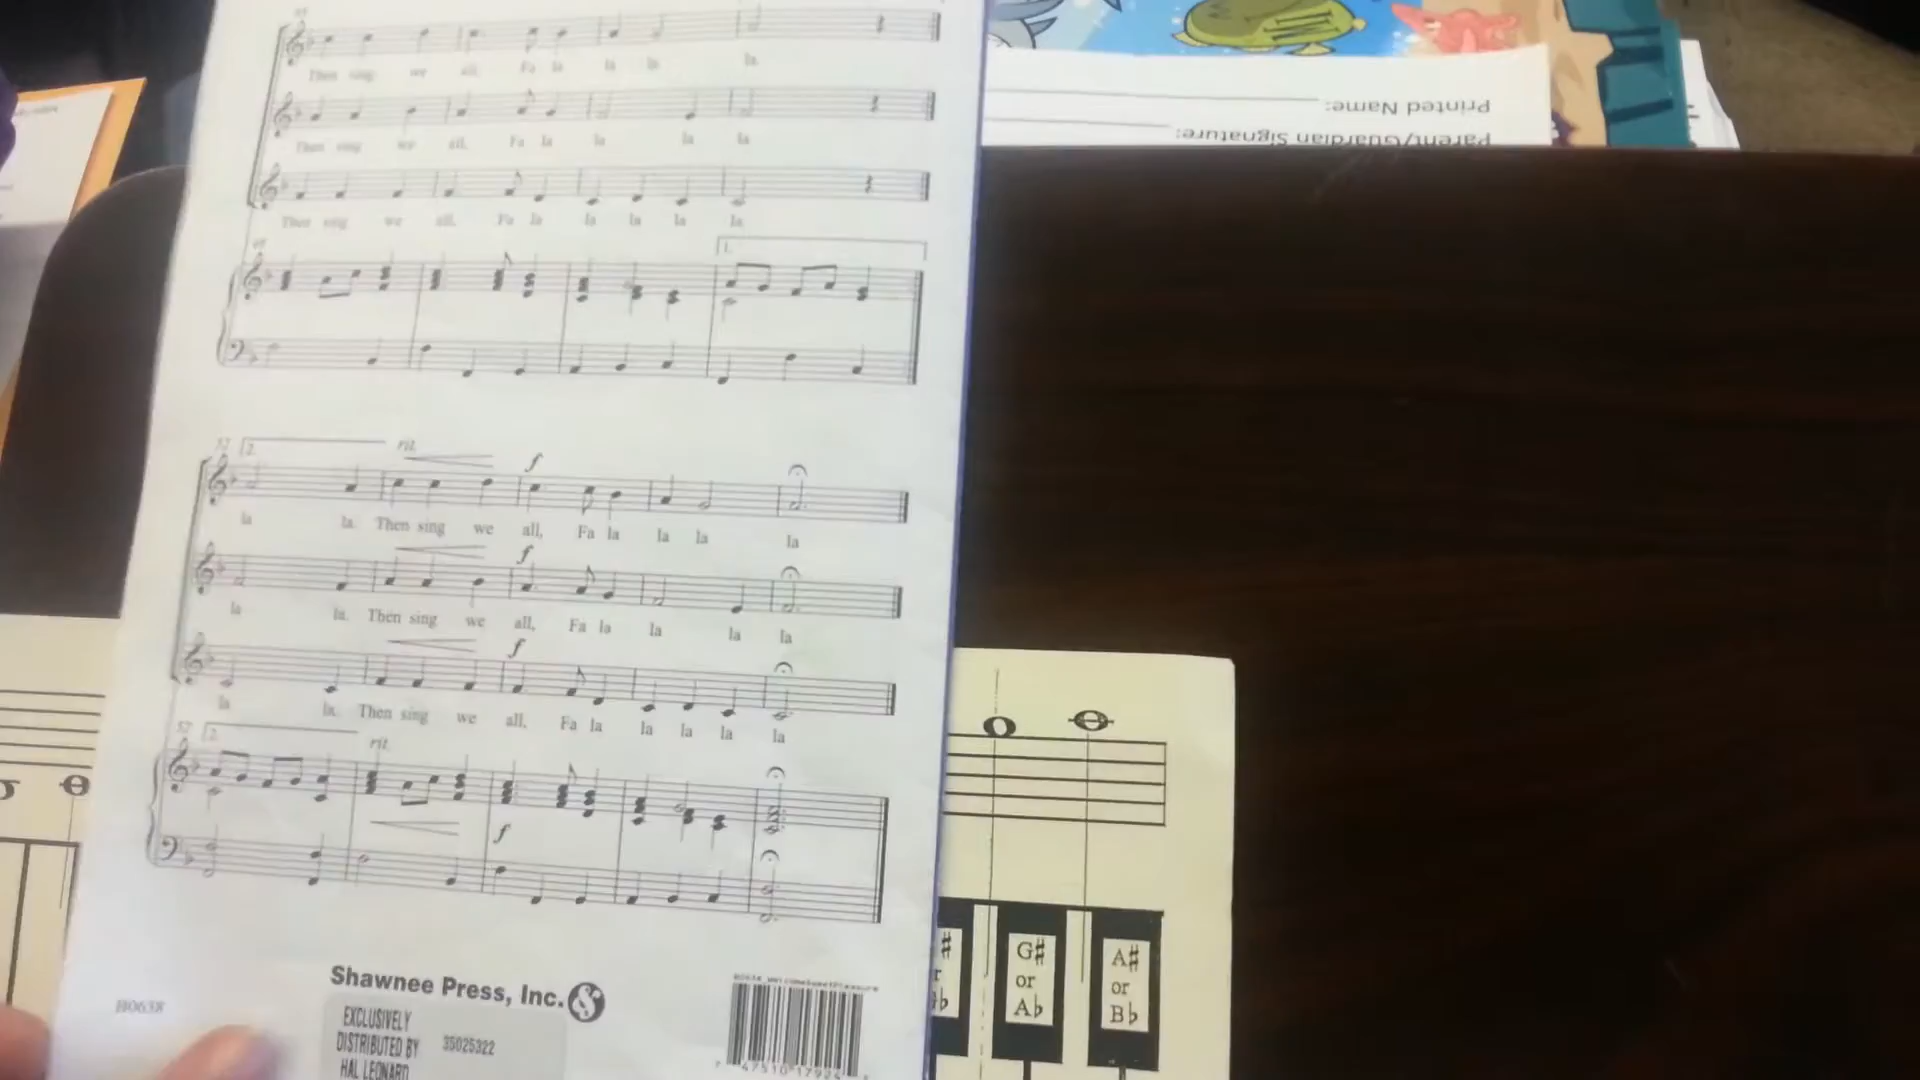 Then sing we all, Fa la la la la
Then sing we all, Fa la la la
Then sing we all, Fa la la la la la
1.
2. rit.
f
la la. Then sing we all, Fa la la la la
f
la la. Then sing we all, Fa la la la la
f
la la. Then sing we all, Fa la la la la la
2. rit.
f
Shawnee Press, Inc.
B0638
EXCLUSIVELY
DISTRIBUTED BY 35025322
HAL LEONARD
Printed Name:
Parent/Guardian Signature:
G♯
or
A♭
A♯
or
B♭